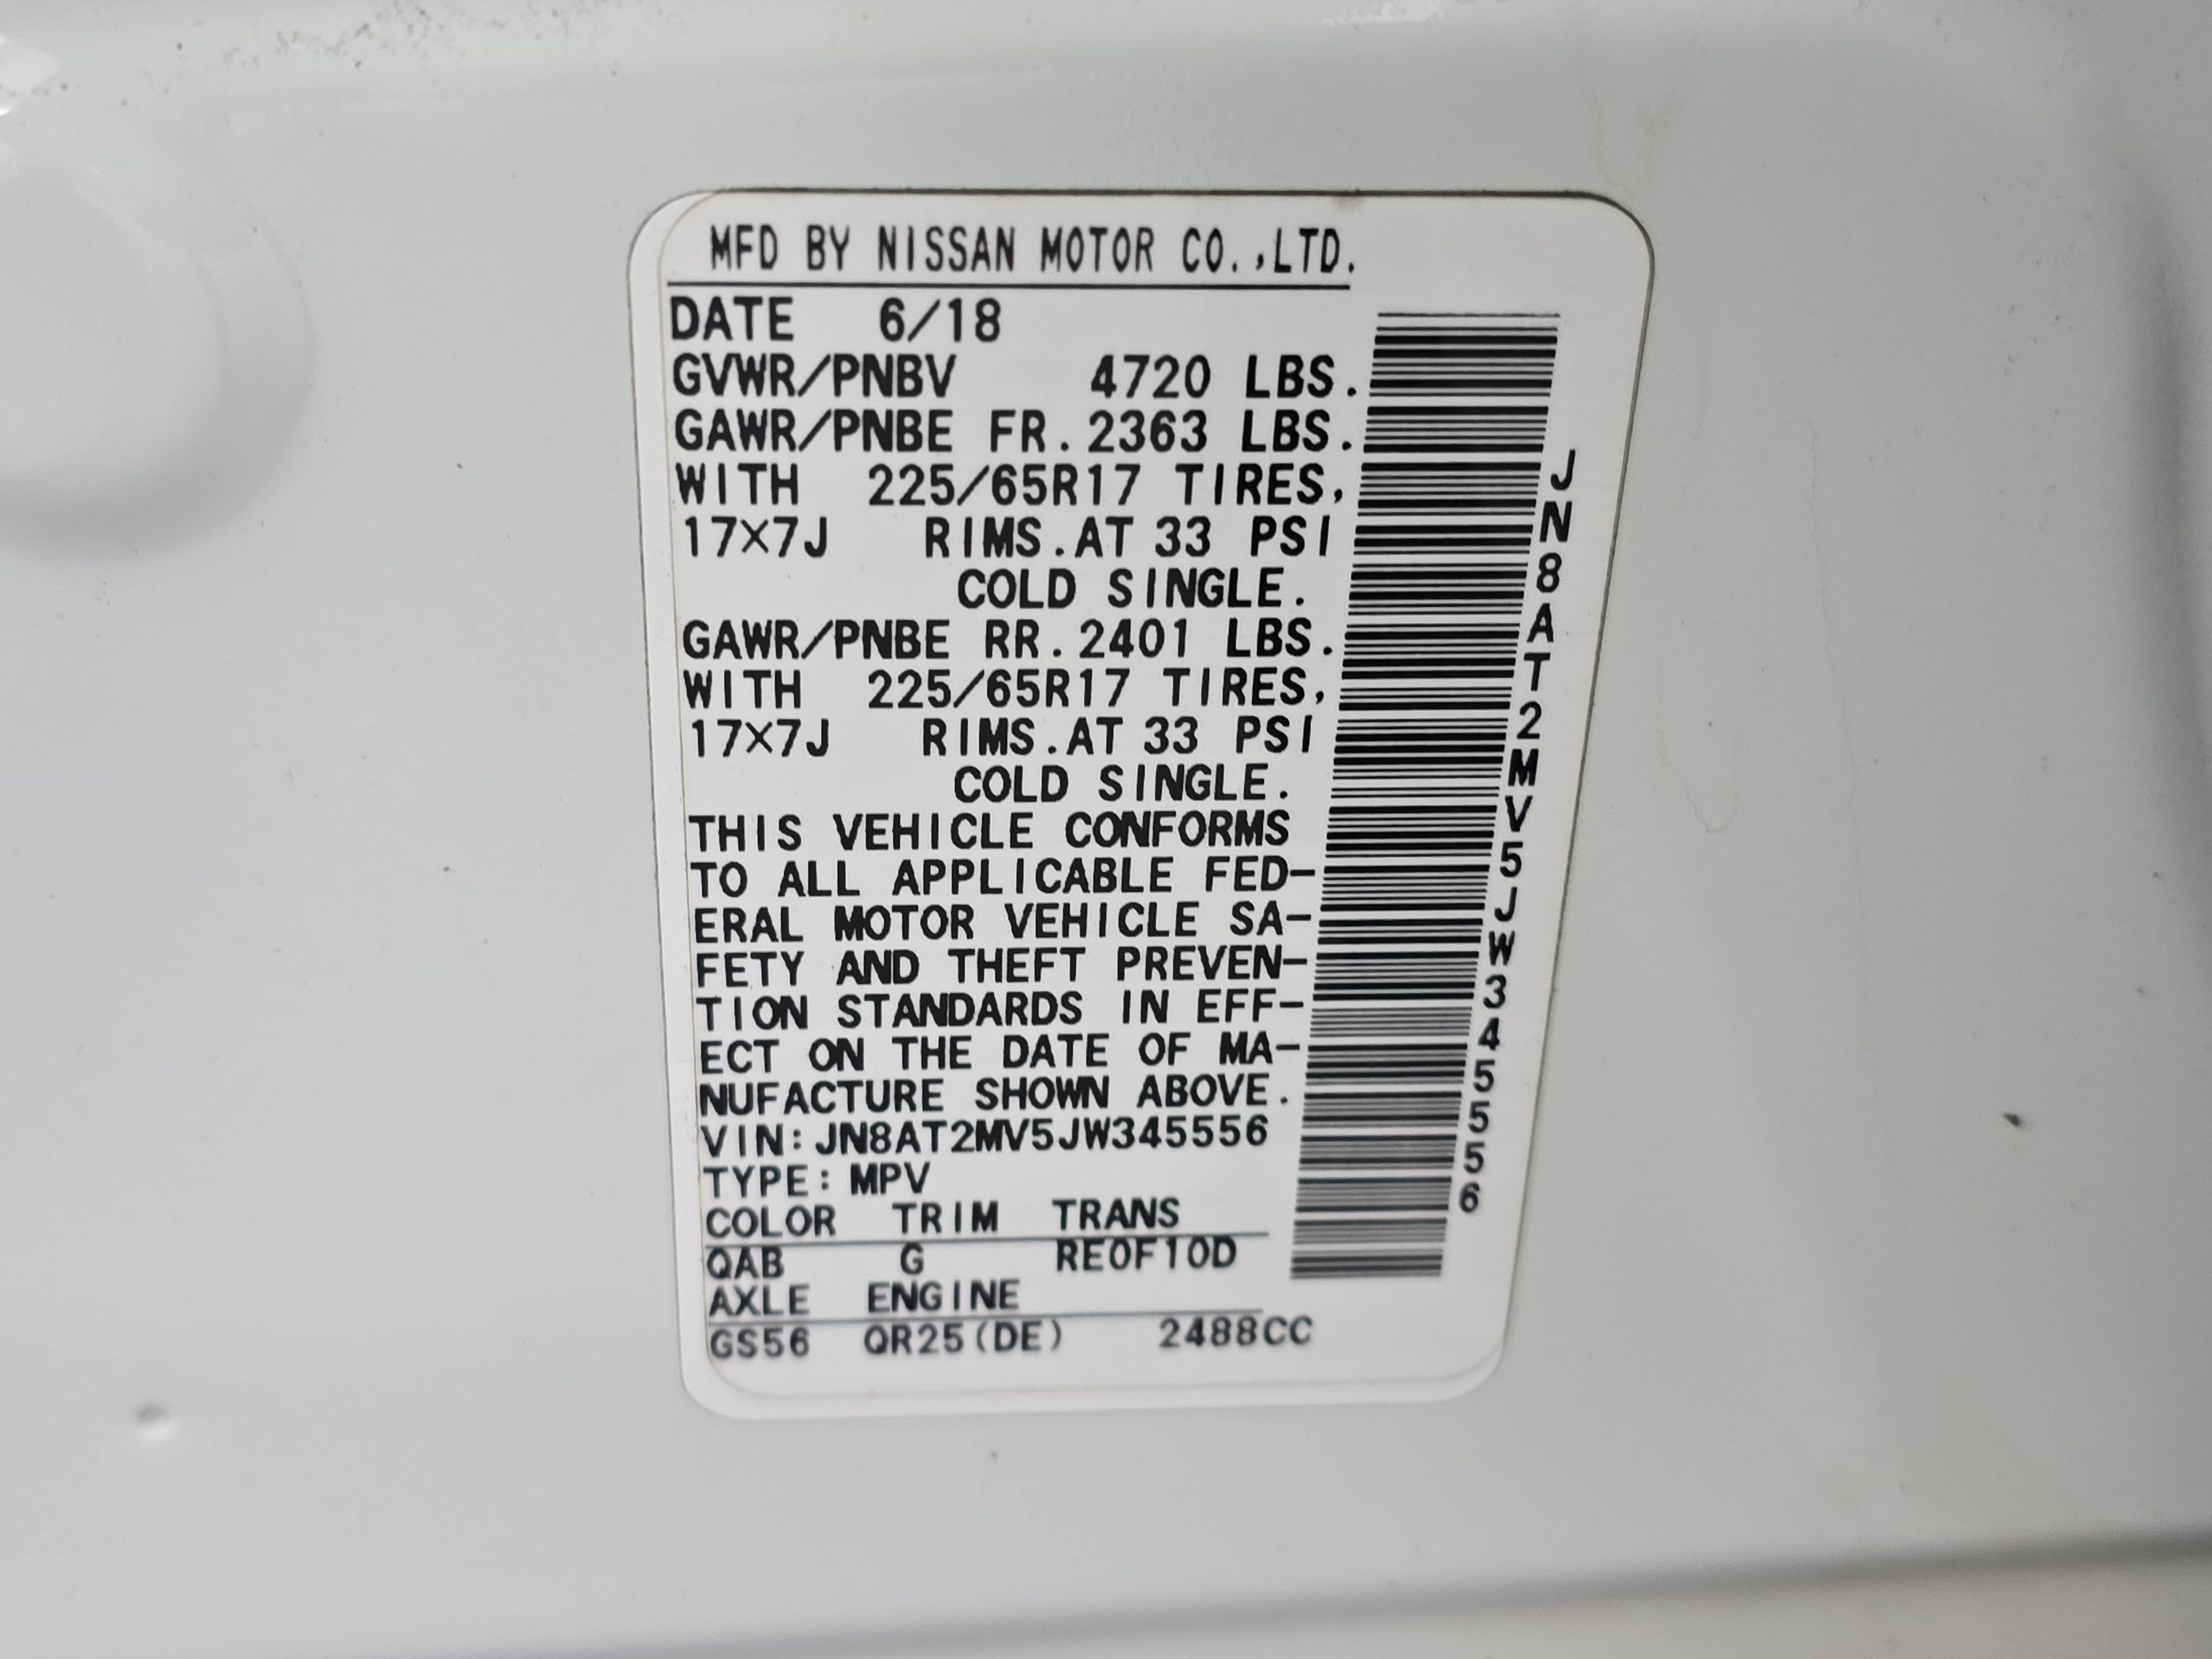 MFD BY NISSAN MOTOR CO.,LTD.
DATE 6/18
GVWR/PNBV 4720 LBS.
GAWR/PNBE FR.2363 LBS.
WITH 225/65R17 TIRES,
17×7J RIMS.AT 33 PSI
COLD SINGLE.
GAWR/PNBE RR.2401 LBS.
WITH 225/65R17 TIRES,
17×7J RIMS.AT 33 PSI
COLD SINGLE.
THIS VEHICLE CONFORMS
TO ALL APPLICABLE FED-
ERAL MOTOR VEHICLE SA-
FETY AND THEFT PREVEN-
TION STANDARDS IN EFF-
ECT ON THE DATE OF MA-
NUFACTURE SHOWN ABOVE.
VIN:JN8AT2MV5JW345556
TYPE:MPV
COLOR TRIM TRANS
QAB G RE0F10D
AXLE ENGINE
GS56 QR25(DE) 2488CC
JN8AT2MV5JW345556